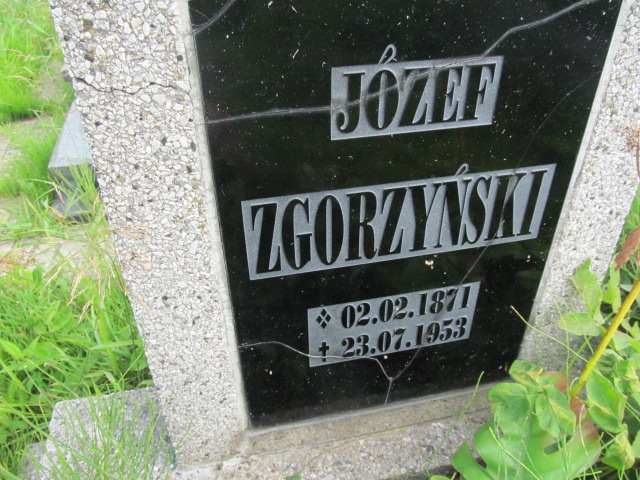 JÓZEF
ZGORZYŃSKI
❖ 02.02.1871
✝ 23.07.1953